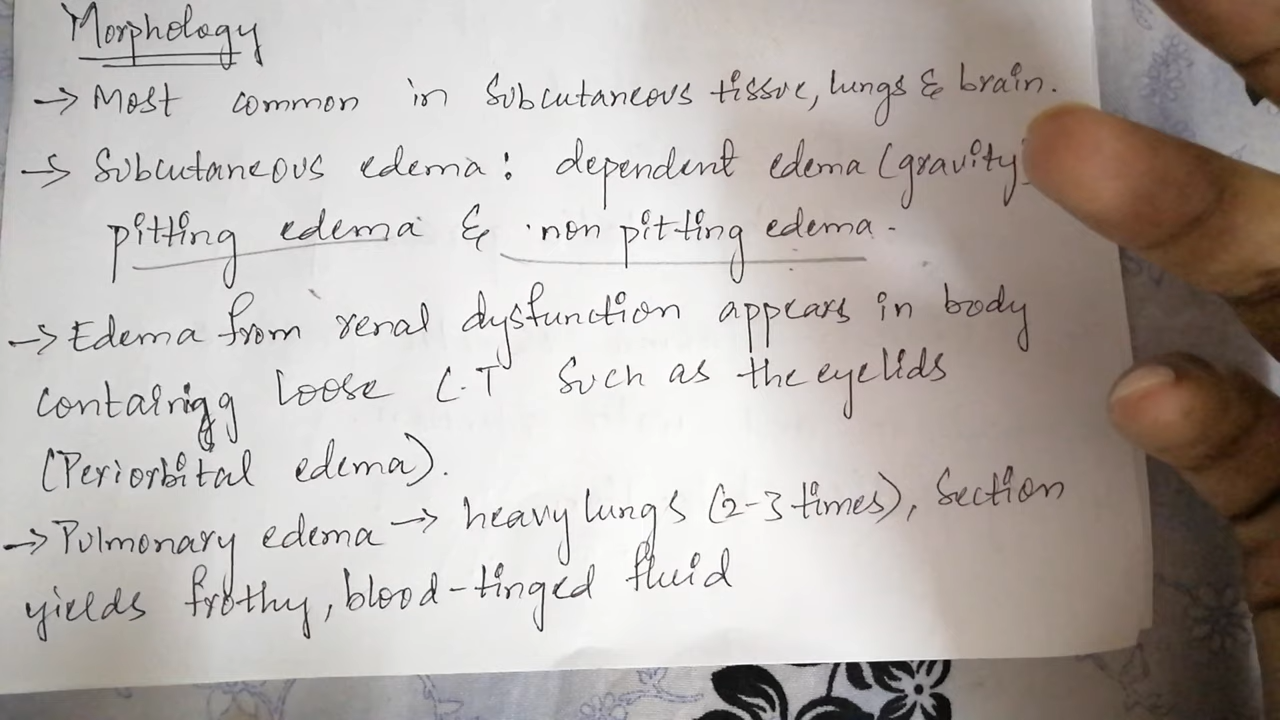 Morphology
→ Most common in Subcutaneous tissue, lungs & brain.
→ Subcutaneous edema: dependent edema (gravity)
pitting edema & non pitting edema.
→ Edema from renal dysfunction appears in body
containigg loose C.T such as the eyelids
(Periorbital edema).
→ Pulmonary edema → heavy lungs (2-3 times), Section
yields frothy, blood-tinged fluid